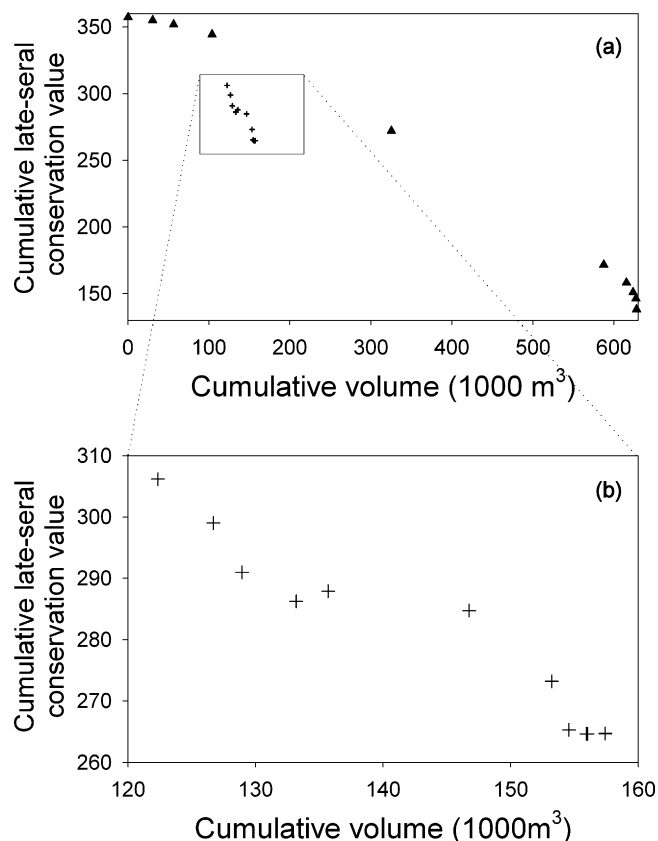 350
300
250
200
150
Cumulative late-seral
conservation value
(a)
0 100 200 300 400 500 600
Cumulative volume (1000 m³)
310
300
290
280
270
260
Cumulative late-seral
conservation value
(b)
120 130 140 150 160
Cumulative volume (1000m³)